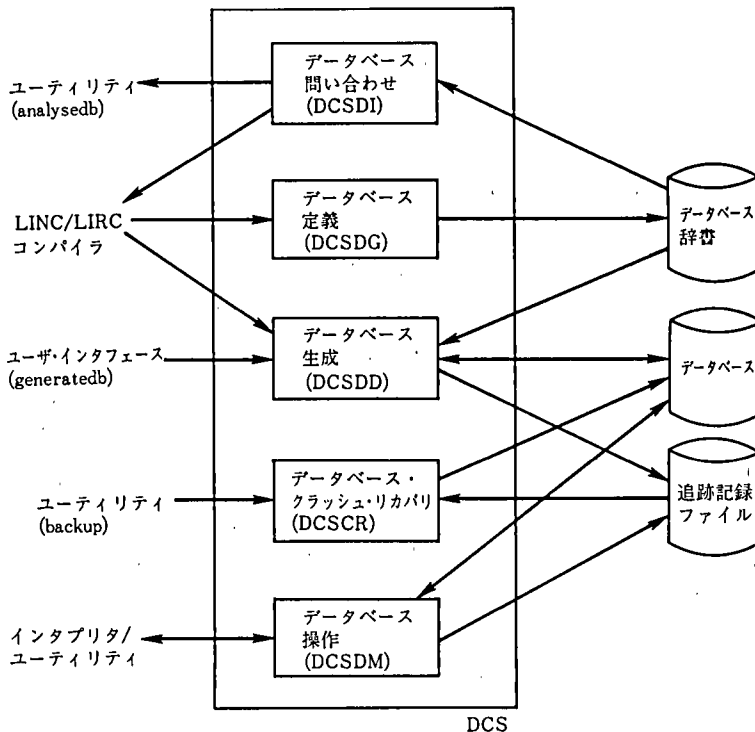 データベース
問い合わせ
(DCSDI)
ユーティリティ
(analysedb)
データベース
定義
(DCSDG)
LINC/LIRC
コンパイラ
データベース
辞書
データベース
生成
(DCSDD)
ユーザ・インタフェース
(generatedb)
データベース
データベース・
クラッシュ・リカバリ
(DCSCR)
ユーティリティ
(backup)
追跡記録
ファイル
データベース
操作
(DCSDM)
インタプリタ/
ユーティリティ
DCS